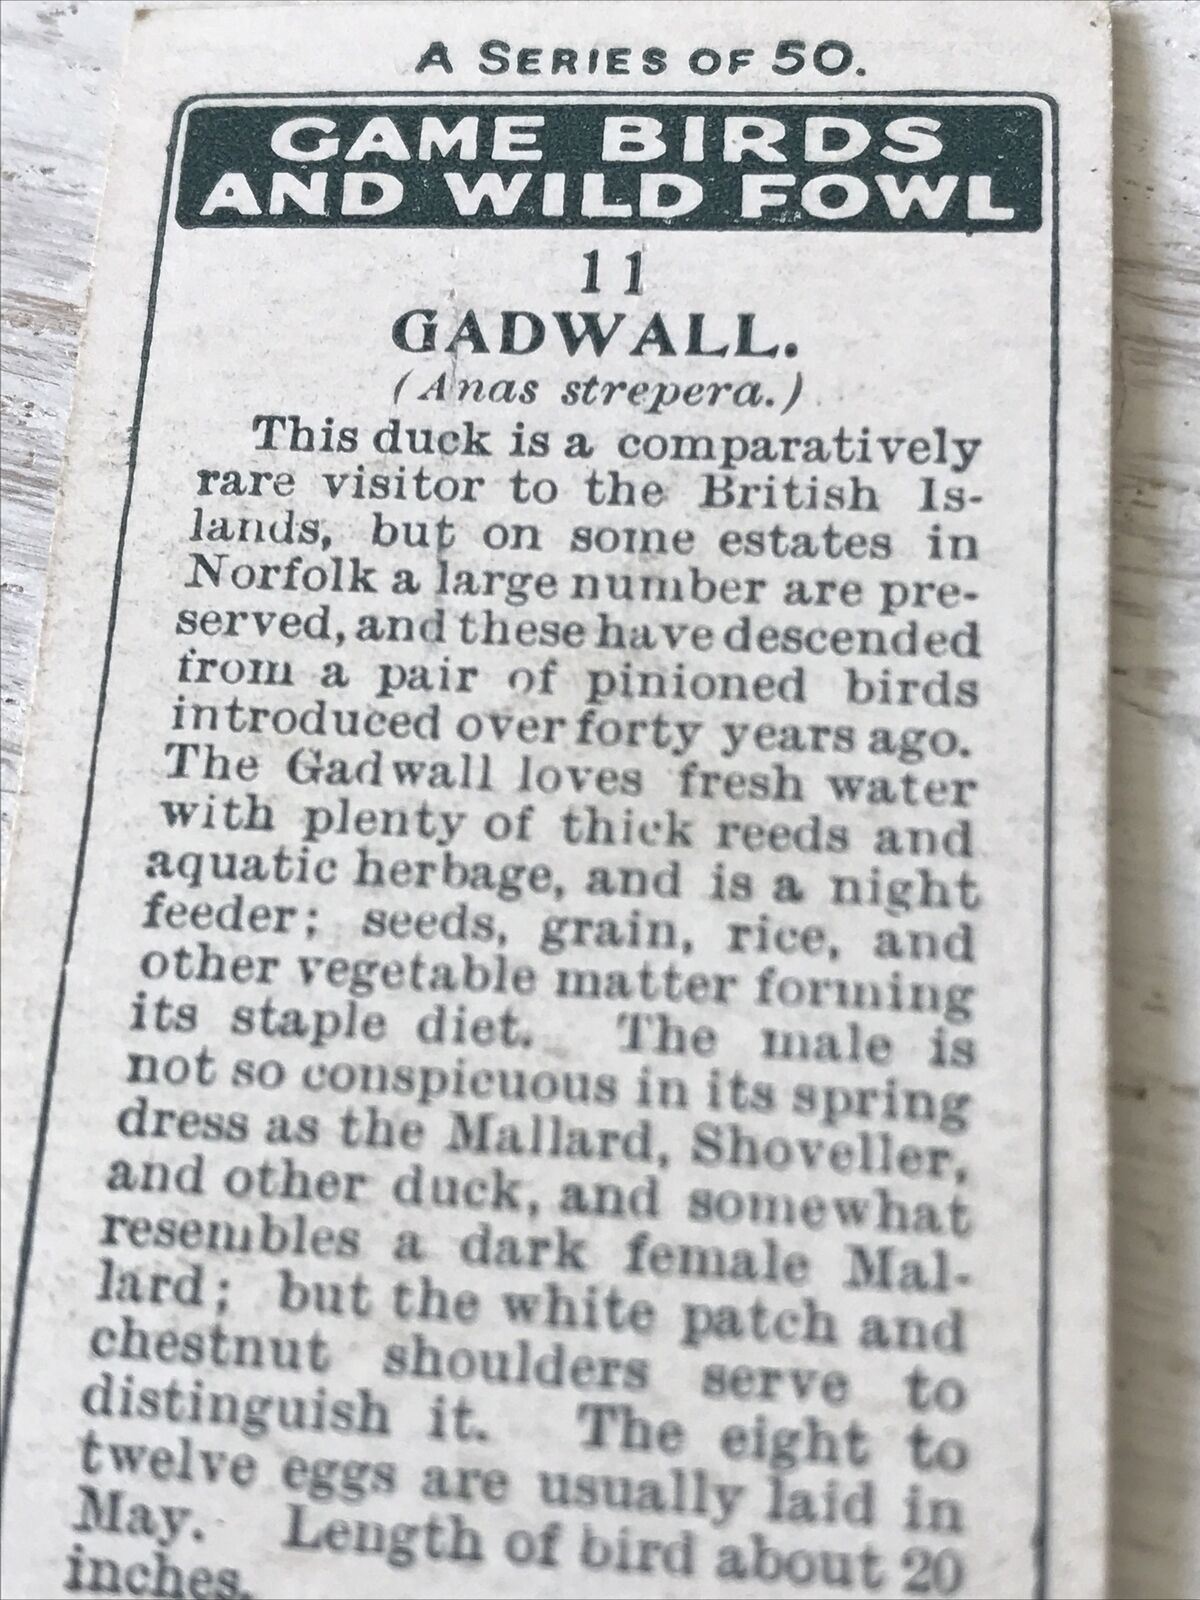 A SERIES OF 50.
GAME BIRDS
AND WILD FOWL
11
GADWALL.
(Anas strepera.)
This duck is a comparatively
rare visitor to the British Is-
lands, but on some estates in
Norfolk a large number are pre-
served, and these have descended
from a pair of pinioned birds
introduced over forty years ago.
The Gadwall loves fresh water
with plenty of thick reeds and
aquatic herbage, and is a night
feeder; seeds, grain, rice, and
other vegetable matter forming
its staple diet. The male is
not so conspicuous in its spring
dress as the Mallard, Shoveller,
and other duck, and somewhat
resembles a dark female Mal-
lard; but the white patch and
chestnut shoulders serve to
distinguish it. The eight to
twelve eggs are usually laid in
May. Length of bird about 20
inches.